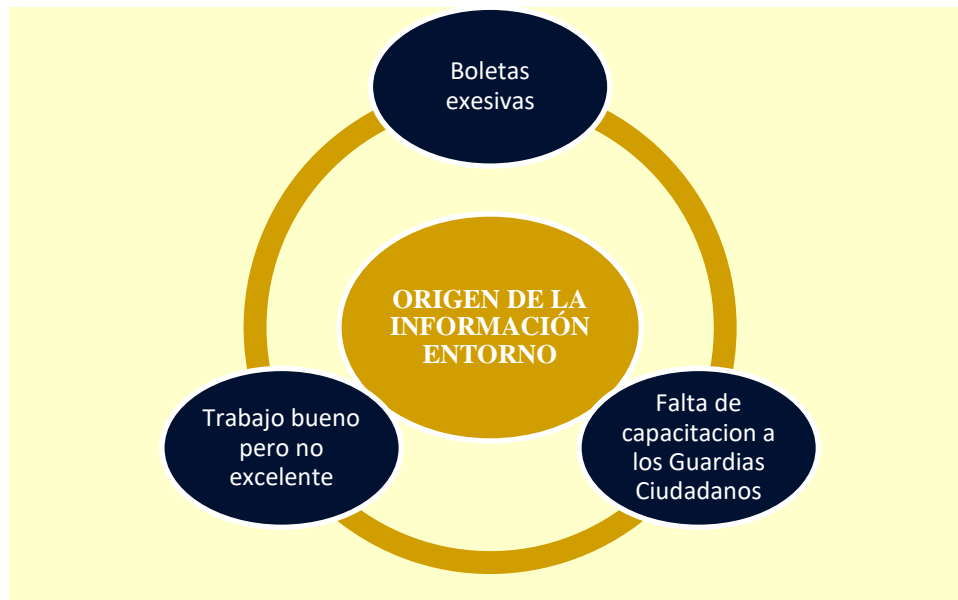 Boletas
exesivas
ORIGEN DE LA
INFORMACIÓN
ENTORNO
Trabajo bueno
pero no
excelente
Falta de
capacitacion a
los Guardias
Ciudadanos